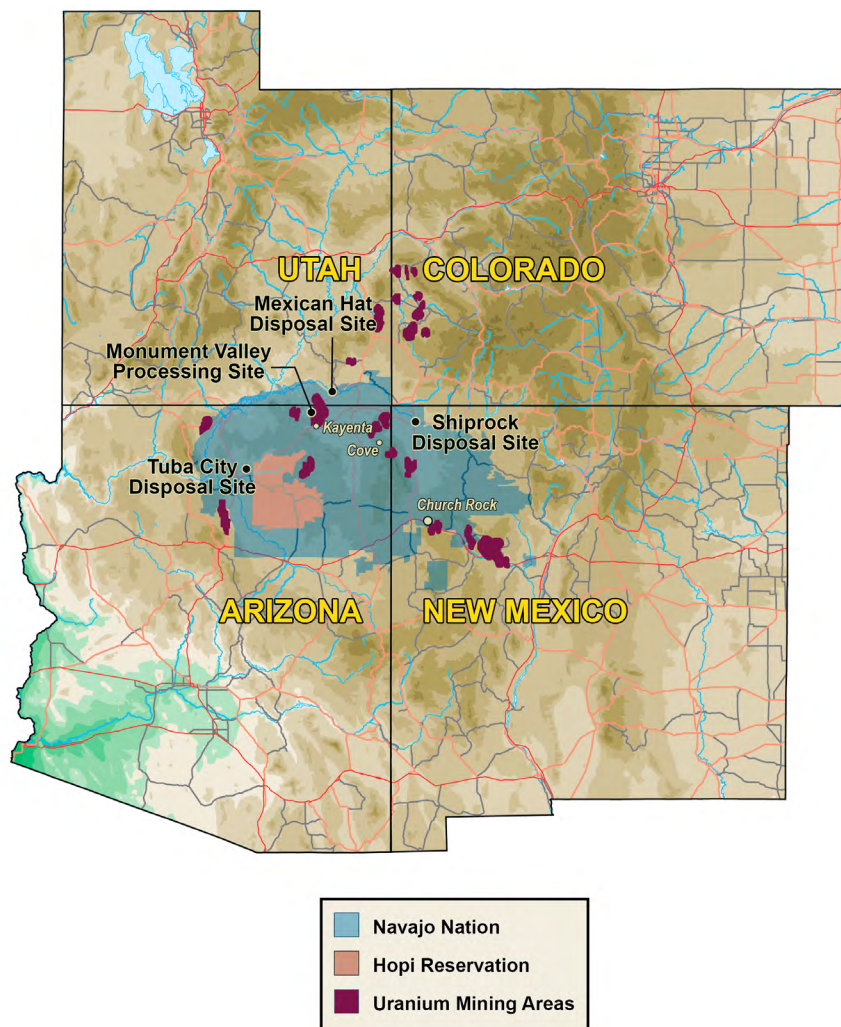 UTAH
COLORADO
Mexican Hat
Disposal Site
Monument Valley
Processing Site
Kayenta
Cove
Shiprock
Disposal Site
Tuba City
Disposal Site
Church Rock
ARIZONA
NEW MEXICO
Navajo Nation
Hopi Reservation
Uranium Mining Areas